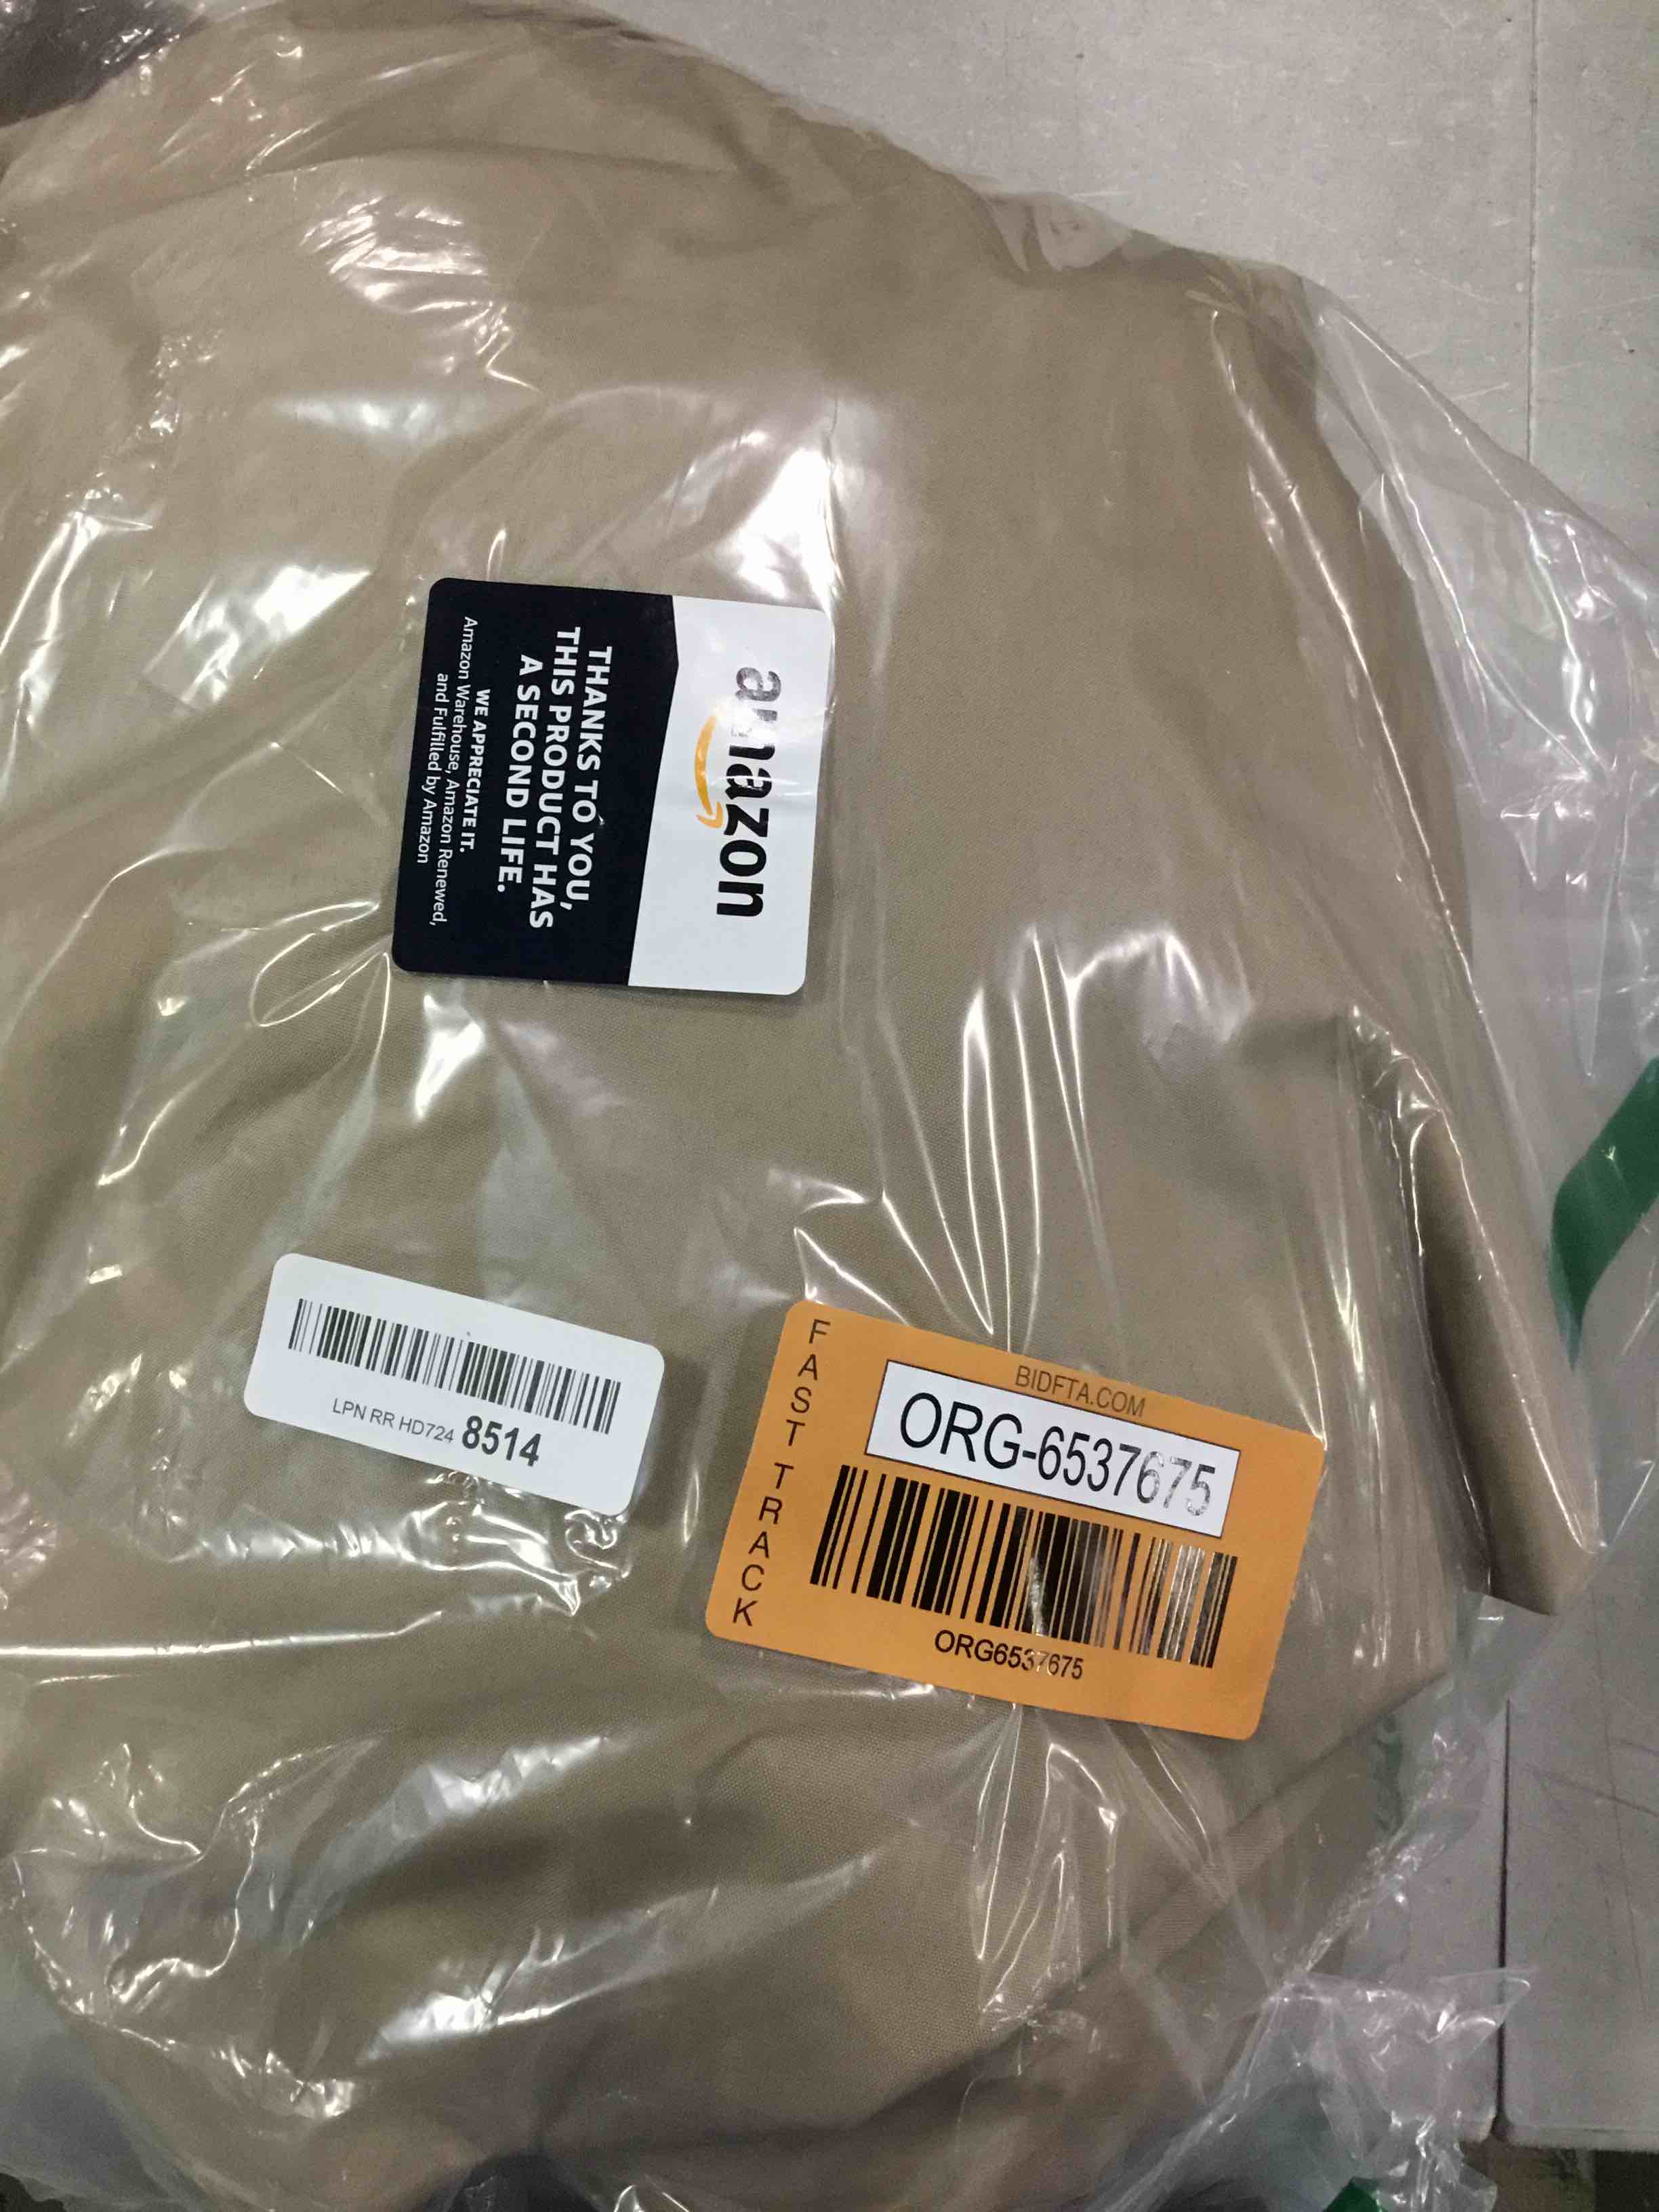 amazon
THANKS TO YOU,
THIS PRODUCT HAS
A SECOND LIFE.
WE APPRECIATE IT.
Amazon Warehouse, Amazon Renewed,
and Fulfilled by Amazon
LPN RR HD724 8514
FAST TRACK
BIDFTA.COM
ORG-6537675
ORG6537675